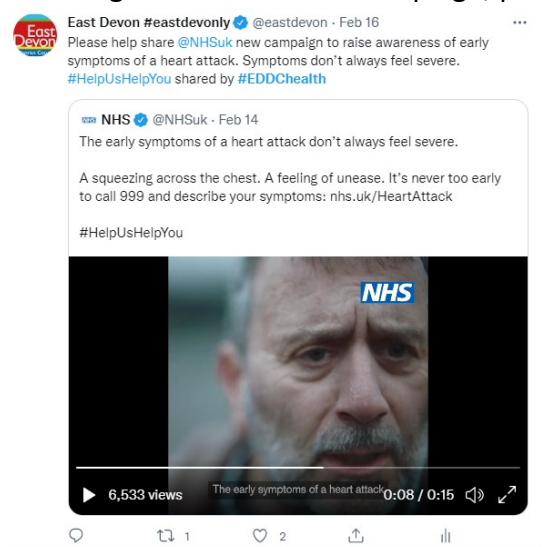 East Devon #eastdevonly @eastdevon · Feb 16
East Devon
Please help share @NHSuk new campaign to raise awareness of early
symptoms of a heart attack. Symptoms don’t always feel severe.
#HelpUsHelpYou shared by #EDDChealth
NHS NHS @NHSuk · Feb 14
The early symptoms of a heart attack don’t always feel severe.
A squeezing across the chest. A feeling of unease. It’s never too early
to call 999 and describe your symptoms: nhs.uk/HeartAttack
#HelpUsHelpYou
NHS
The early symptoms of a heart attack
6,533 views 0:08 / 0:15
1 2